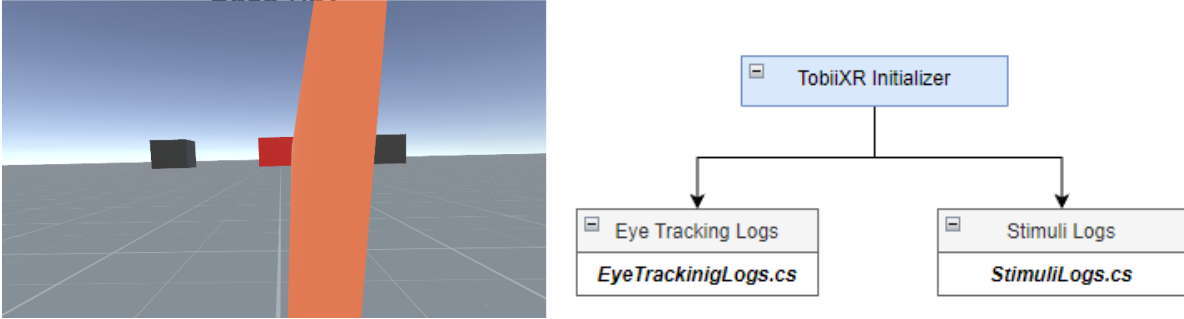 TobiiXR Initializer
Eye Tracking Logs
EyeTrackinigLogs.cs
Stimuli Logs
StimuliLogs.cs